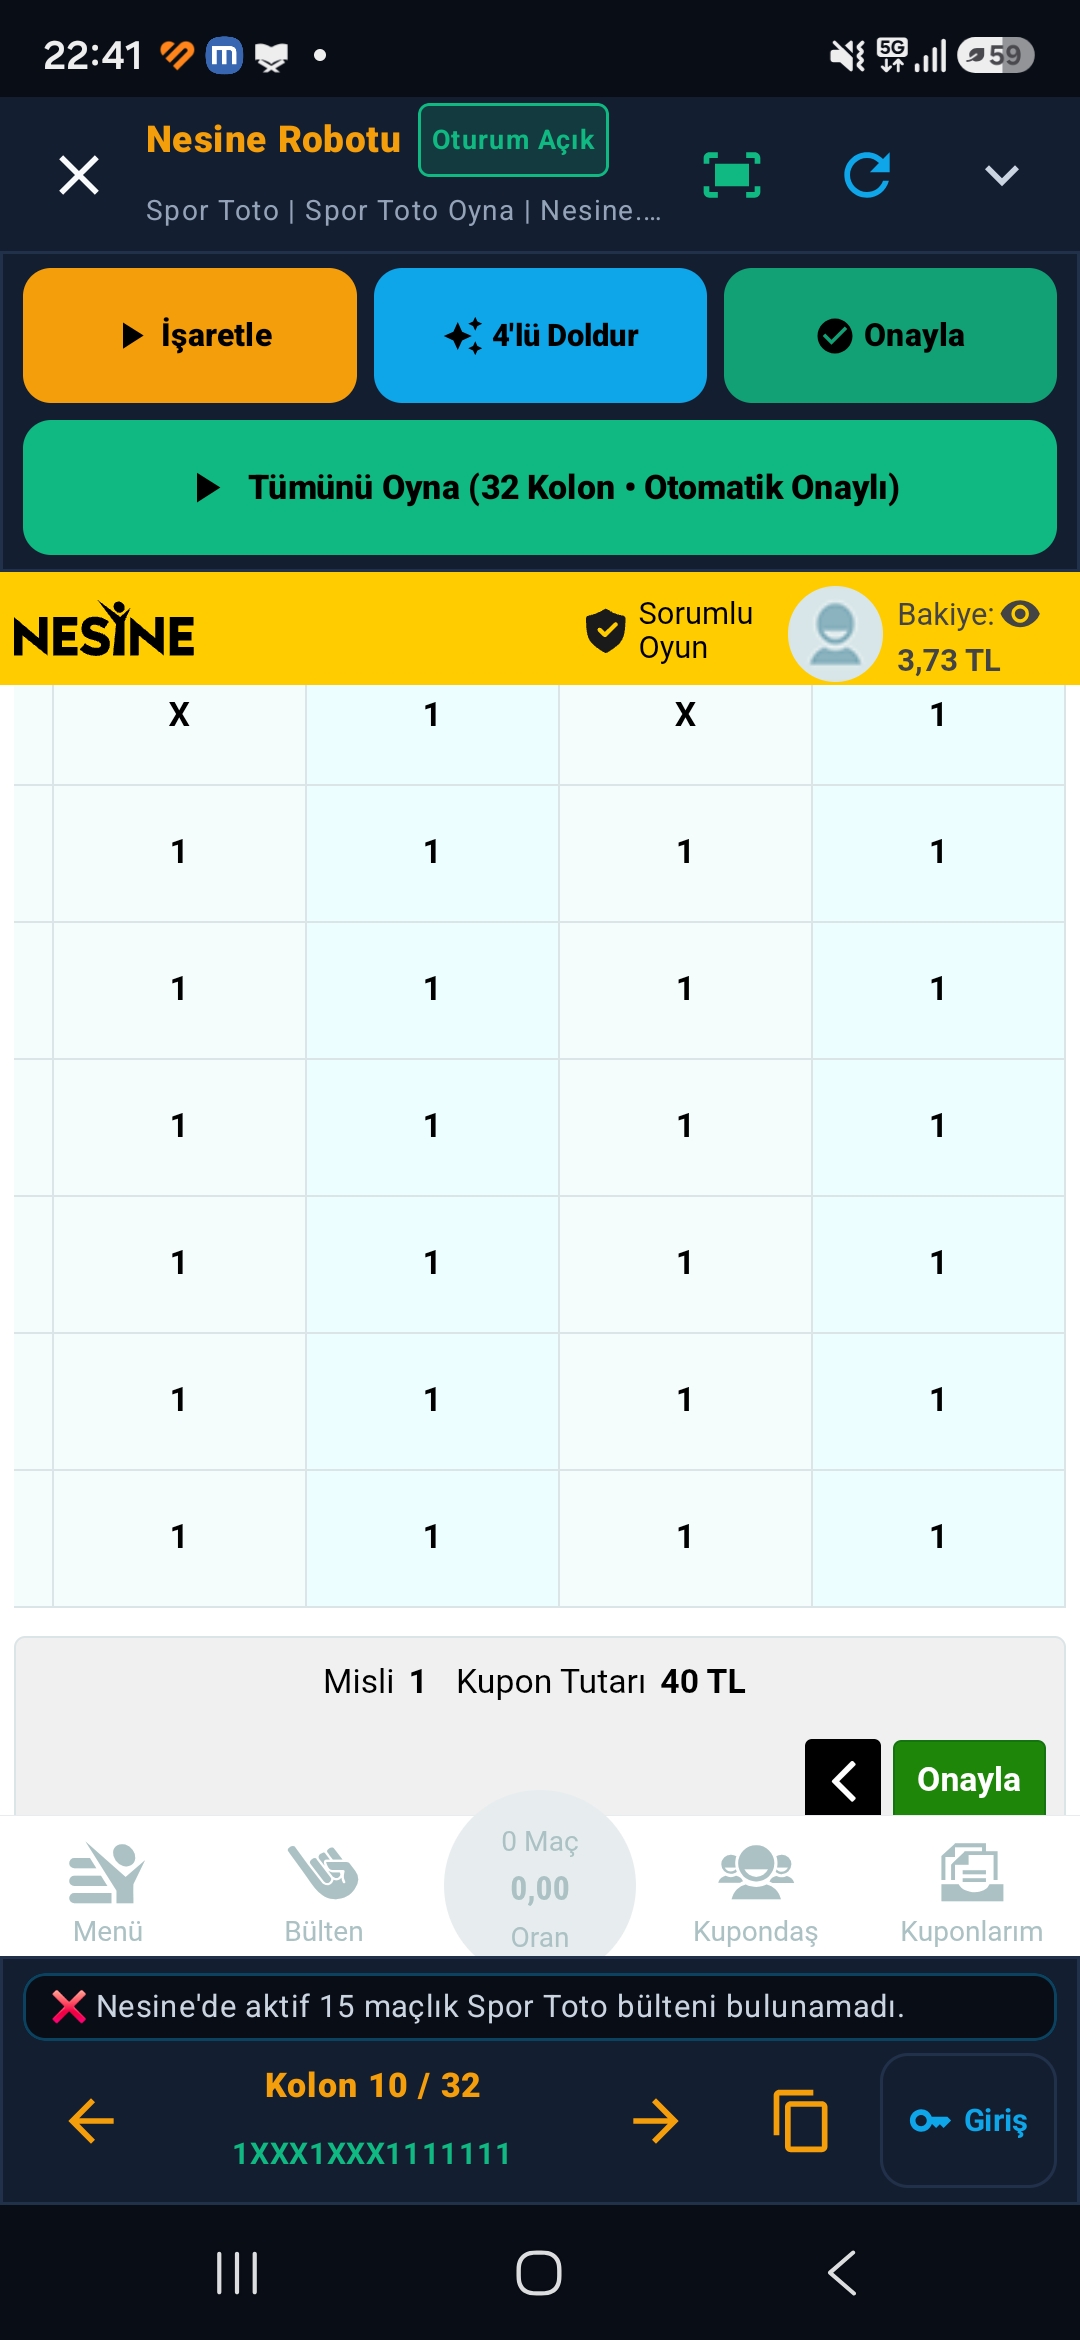 22:41
5G
59
Nesine Robotu
Oturum Açık
Spor Toto | Spor Toto Oyna | Nesine....
İşaretle
4'lü Doldur
Onayla
Tümünü Oyna (32 Kolon • Otomatik Onaylı)
NESİNE
Sorumlu
Oyun
Bakiye:
3,73 TL
X 1 X 1
1 1 1 1
1 1 1 1
1 1 1 1
1 1 1 1
1 1 1 1
1 1 1 1
Misli 1 Kupon Tutarı 40 TL
Onayla
0 Maç
0,00
Oran
Menü
Bülten
Kupondaş
Kuponlarım
❌ Nesine'de aktif 15 maçlık Spor Toto bülteni bulunamadı.
Kolon 10 / 32
1XXX1XXX1111111
Giriş